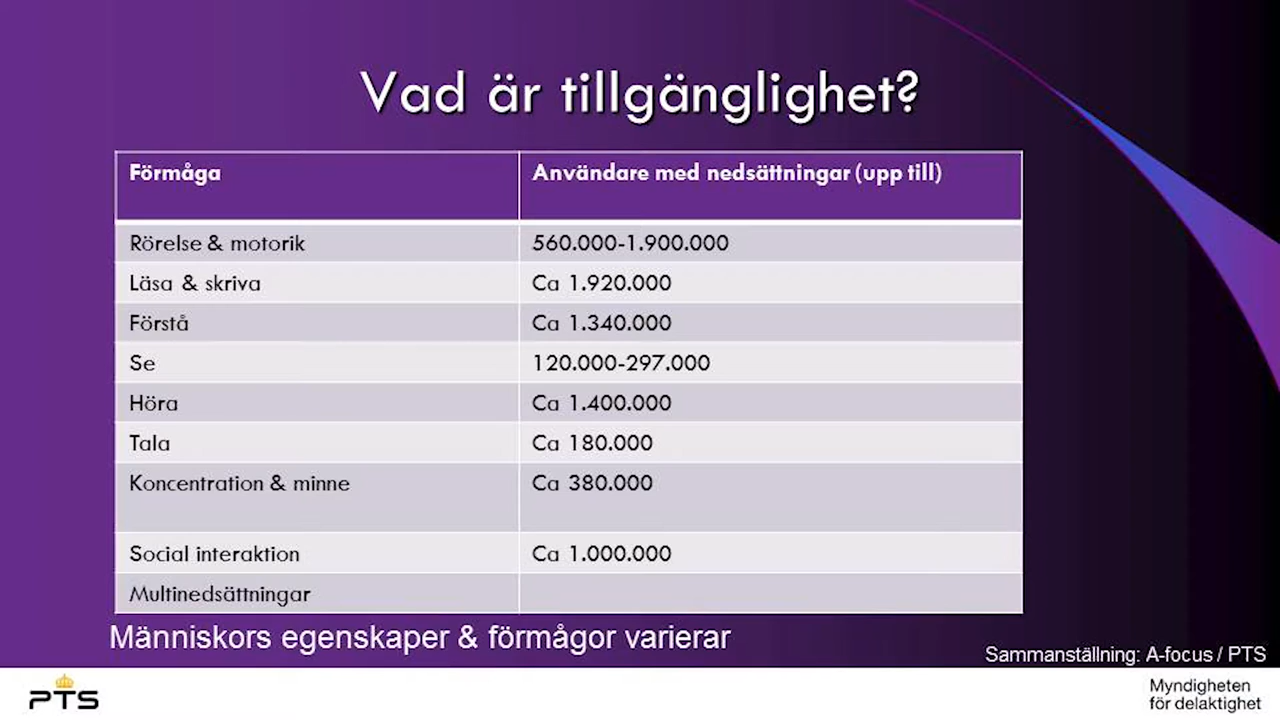 Vad är tillgänglighet?
Förmåga Användare med nedsättningar (upp till)
Rörelse & motorik 560.000-1.900.000
Läsa & skriva Ca 1.920.000
Förstå Ca 1.340.000
Se 120.000-297.000
Höra Ca 1.400.000
Tala Ca 180.000
Koncentration & minne Ca 380.000
Social interaktion Ca 1.000.000
Multinedsättningar
Människors egenskaper & förmågor varierar
Sammanställning: A-focus / PTS
PTS
Myndigheten
för delaktighet